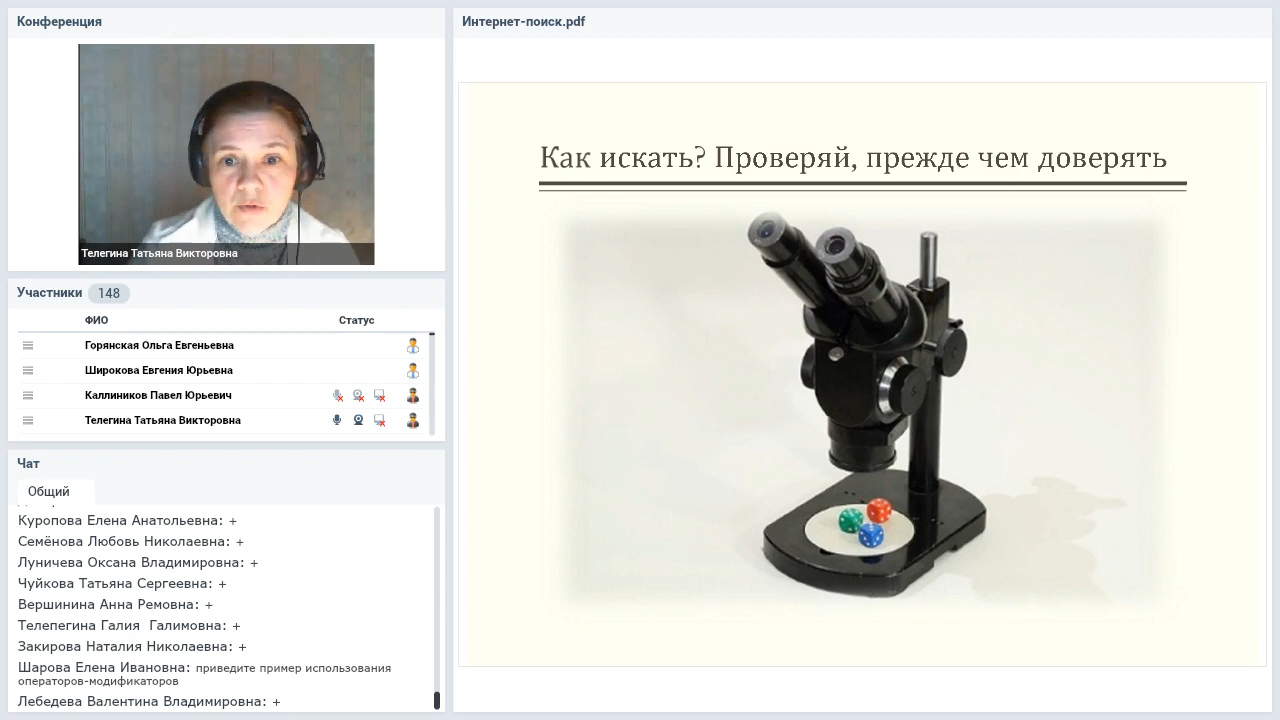 Конференция
Телегина Татьяна Викторовна
Участники 148
ФИО Статус
Горянская Ольга Евгеньевна
Широкова Евгения Юрьевна
Каллиников Павел Юрьевич
Телегина Татьяна Викторовна
Чат
Общий
Куропова Елена Анатольевна: +
Семёнова Любовь Николаевна: +
Луничева Оксана Владимировна: +
Чуйкова Татьяна Сергеевна: +
Вершинина Анна Ремовна: +
Телепегина Галия Галимовна: +
Закирова Наталия Николаевна: +
Шарова Елена Ивановна: приведите пример использования
операторов-модификаторов
Лебедева Валентина Владимировна: +
Интернет-поиск.pdf
Как искать? Проверяй, прежде чем доверять